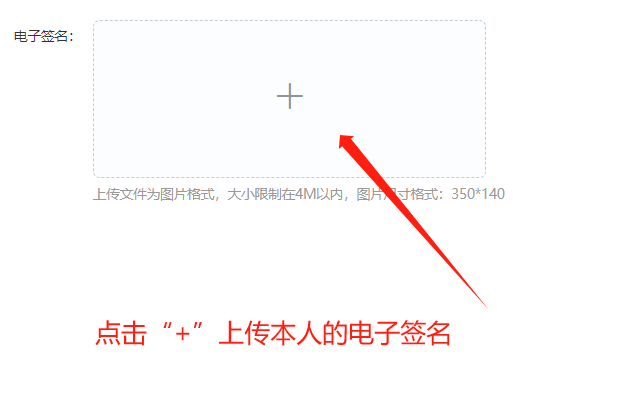 电子签名：
上传文件为图片格式，大小限制在4M以内，图片尺寸格式：350*140
点击“+”上传本人的电子签名